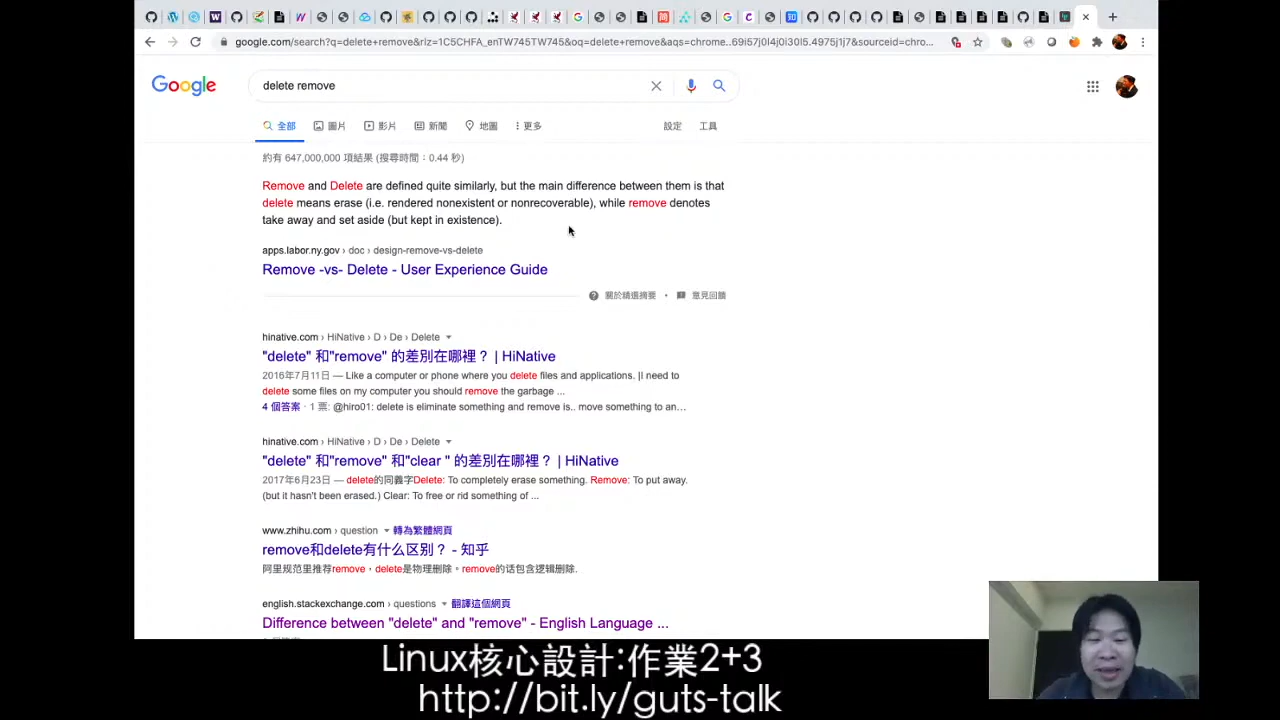 google.com/search?q=delete+remove&rlz=1C5CHFA_enTW745TW745&oq=delete+remove&aqs=chrome..69i57j0l4j0i30l5.4975j1j7&sourceid=chro...
Google
delete remove
全部 圖片 影片 新聞 地圖 更多 設定 工具
約有 647,000,000 項結果 (搜尋時間：0.44 秒)
Remove and Delete are defined quite similarly, but the main difference between them is that
delete means erase (i.e. rendered nonexistent or nonrecoverable), while remove denotes
take away and set aside (but kept in existence).
apps.labor.ny.gov › doc › design-remove-vs-delete
Remove -vs- Delete - User Experience Guide
關於精選摘要 • 意見回饋
hinative.com › HiNative › D › De › Delete
"delete" 和"remove" 的差別在哪裡？ | HiNative
2016年7月11日 — Like a computer or phone where you delete files and applications. |I need to
delete some files on my computer you should remove the garbage ...
4 個答案 · 1 票: @hiro01: delete is eliminate something and remove is.. move something to an…
hinative.com › HiNative › D › De › Delete
"delete" 和"remove" 和"clear " 的差別在哪裡？ | HiNative
2017年6月23日 — delete的同義字Delete: To completely erase something. Remove: To put away.
(but it hasn't been erased.) Clear: To free or rid something of ...
www.zhihu.com › question 轉為繁體網頁
remove和delete有什么区别？ - 知乎
阿里规范里推荐remove，delete是物理删除。remove的话包含逻辑删除.
english.stackexchange.com › questions 翻譯這個網頁
Difference between "delete" and "remove" - English Language ...
Linux核心設計:作業2+3
http://bit.ly/guts-talk